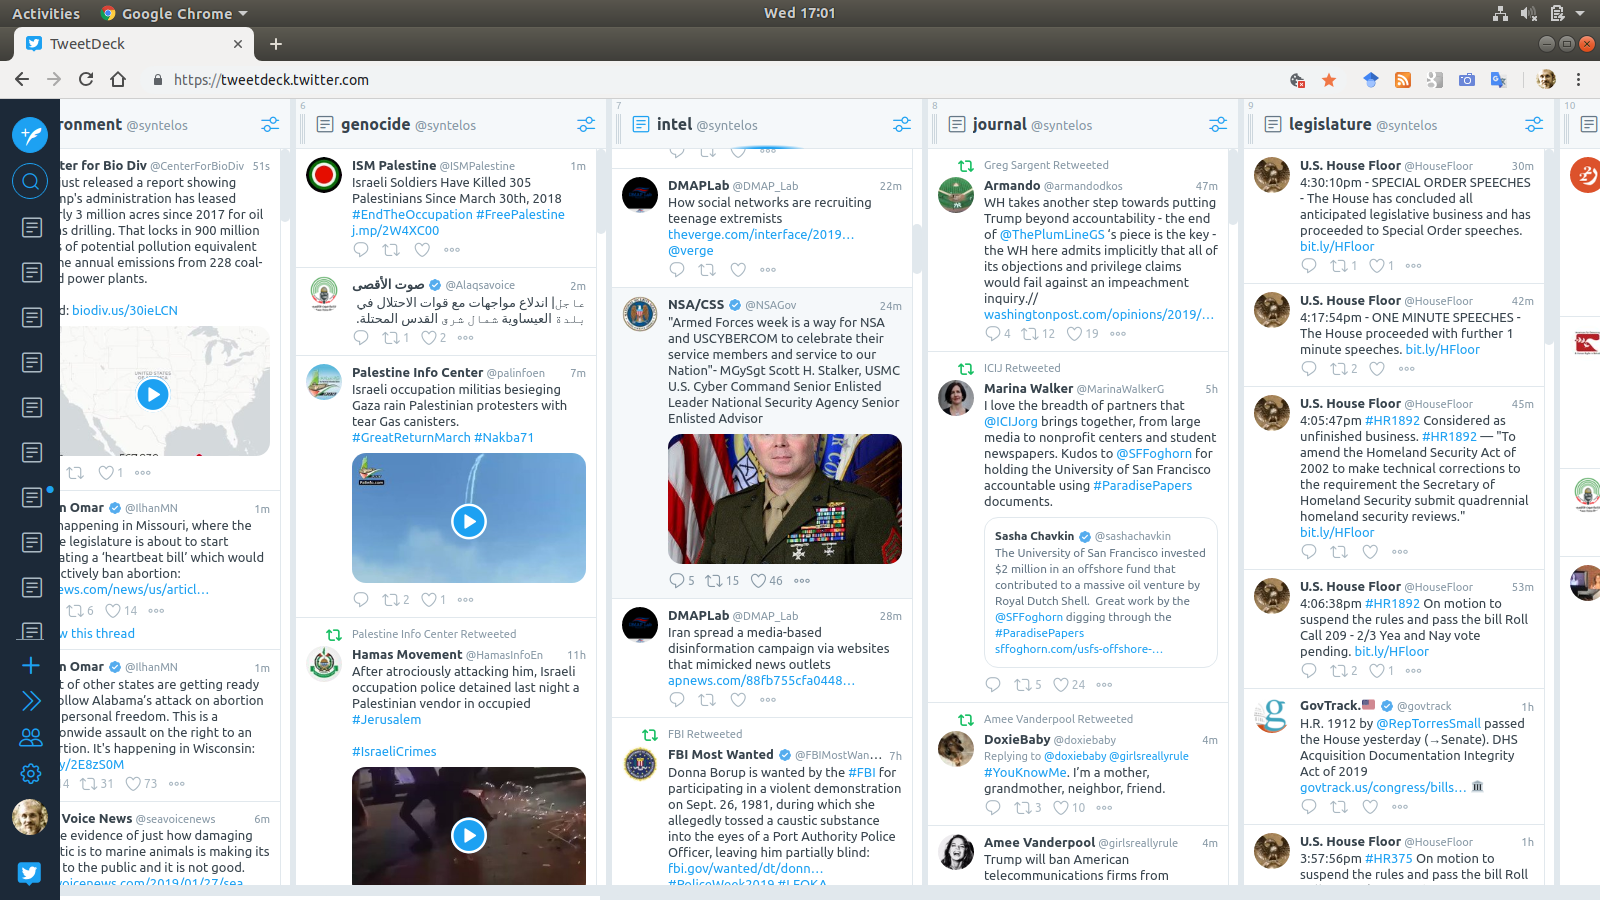 Activities
Google Chrome
Wed 17:01
TweetDeck
https://tweetdeck.twitter.com
ronment @syntelos
ter for Bio Div @CenterForBioDiv 51s
just released a report showing
mp's administration has leased
rly 3 million acres since 2017 for oil
as drilling. That locks in 900 million
s of potential pollution equivalent
he annual emissions from 228 coal-
d power plants.
d: biodiv.us/30ieLCN
1
n Omar @IlhanMN 1m
happening in Missouri, where the
e legislature is about to start
ating a ‘heartbeat bill’ which would
ctively ban abortion:
ews.com/news/us/articl…
6 14
w this thread
n Omar @IlhanMN 1m
t of other states are getting ready
ollow Alabama's attack on abortion
personal freedom. This is a
onwide assault on the right to an
rtion. It's happening in Wisconsin:
y/2E8zS0M
4 31 73
Voice News @seavoicenews 6m
e evidence of just how damaging
tic is to marine animals is making its
to the public and it is not good.
voicenews.com/2019/01/27/sea
6
genocide @syntelos
ISM Palestine @ISMPalestine 1m
Israeli Soldiers Have Killed 305
Palestinians Since March 30th, 2018
#EndTheOccupation #FreePalestine
j.mp/2W4XC00
صوت الأقصى @Alaqsavoice 2m
عاجل| اندلاع مواجهات مع قوات الاحتلال في
بلدة العيساوية شمال شرق القدس المحتلة.
1 2
Palestine Info Center @palinfoen 7m
Israeli occupation militias besieging
Gaza rain Palestinian protesters with
tear Gas canisters.
#GreatReturnMarch #Nakba71
PalInfo.com
2 1
Palestine Info Center Retweeted
Hamas Movement @HamasInfoEn 11h
After atrociously attacking him, Israeli
occupation police detained last night a
Palestinian vendor in occupied
#Jerusalem
#IsraeliCrimes
7
intel @syntelos
DMAPLab @DMAP_Lab 22m
How social networks are recruiting
teenage extremists
theverge.com/interface/2019…
@verge
NSA/CSS @NSAGov 24m
"Armed Forces week is a way for NSA
and USCYBERCOM to celebrate their
service members and service to our
Nation"- MGySgt Scott H. Stalker, USMC
U.S. Cyber Command Senior Enlisted
Leader National Security Agency Senior
Enlisted Advisor
5 15 46
DMAPLab @DMAP_Lab 28m
Iran spread a media-based
disinformation campaign via websites
that mimicked news outlets
apnews.com/88fb755cfa0448…
FBI Retweeted
FBI Most Wanted @FBIMostWan… 7h
Donna Borup is wanted by the #FBI for
participating in a violent demonstration
on Sept. 26, 1981, during which she
allegedly tossed a caustic substance
into the eyes of a Port Authority Police
Officer, leaving him partially blind:
fbi.gov/wanted/dt/donn…
#PoliceWeek2019 #LEOKA
8
journal @syntelos
Greg Sargent Retweeted
Armando @armandodkos 47m
WH takes another step towards putting
Trump beyond accountability - the end
of @ThePlumLineGS ‘s piece is the key -
the WH here admits implicitly that all of
its objections and privilege claims
would fail against an impeachment
inquiry.//
washingtonpost.com/opinions/2019/…
4 12 19
ICIJ Retweeted
Marina Walker @MarinaWalkerG 5h
I love the breadth of partners that
@ICIJorg brings together, from large
media to nonprofit centers and student
newspapers. Kudos to @SFFoghorn for
holding the University of San Francisco
accountable using #ParadisePapers
documents.
Sasha Chavkin @sashachavkin
The University of San Francisco invested
$2 million in an offshore fund that
contributed to a massive oil venture by
Royal Dutch Shell. Great work by the
@SFFoghorn digging through the
#ParadisePapers
sffoghorn.com/usfs-offshore-…
5 24
Amee Vanderpool Retweeted
DoxieBaby @doxiebaby 4m
Replying to @doxiebaby @girlsreallyrule
#YouKnowMe. I’m a mother,
grandmother, neighbor, friend.
3 10
Amee Vanderpool @girlsreallyrule 4m
Trump will ban American
telecommunications firms from
9
legislature @syntelos
U.S. House Floor @HouseFloor 30m
4:30:10pm - SPECIAL ORDER SPEECHES
- The House has concluded all
anticipated legislative business and has
proceeded to Special Order speeches.
bit.ly/HFloor
1 1
U.S. House Floor @HouseFloor 42m
4:17:54pm - ONE MINUTE SPEECHES -
The House proceeded with further 1
minute speeches. bit.ly/HFloor
2
U.S. House Floor @HouseFloor 45m
4:05:47pm #HR1892 Considered as
unfinished business. #HR1892 — "To
amend the Homeland Security Act of
2002 to make technical corrections to
the requirement the Secretary of
Homeland Security submit quadrennial
homeland security reviews."
bit.ly/HFloor
U.S. House Floor @HouseFloor 53m
4:06:38pm #HR1892 On motion to
suspend the rules and pass the bill Roll
Call 209 - 2/3 Yea and Nay vote
pending. bit.ly/HFloor
2 1
GovTrack.🇺🇸 @govtrack 1h
H.R. 1912 by @RepTorresSmall passed
the House yesterday (→Senate). DHS
Acquisition Documentation Integrity
Act of 2019
govtrack.us/congress/bills… 🏛
U.S. House Floor @HouseFloor 1h
3:57:56pm #HR375 On motion to
suspend the rules and pass the bill Roll
10